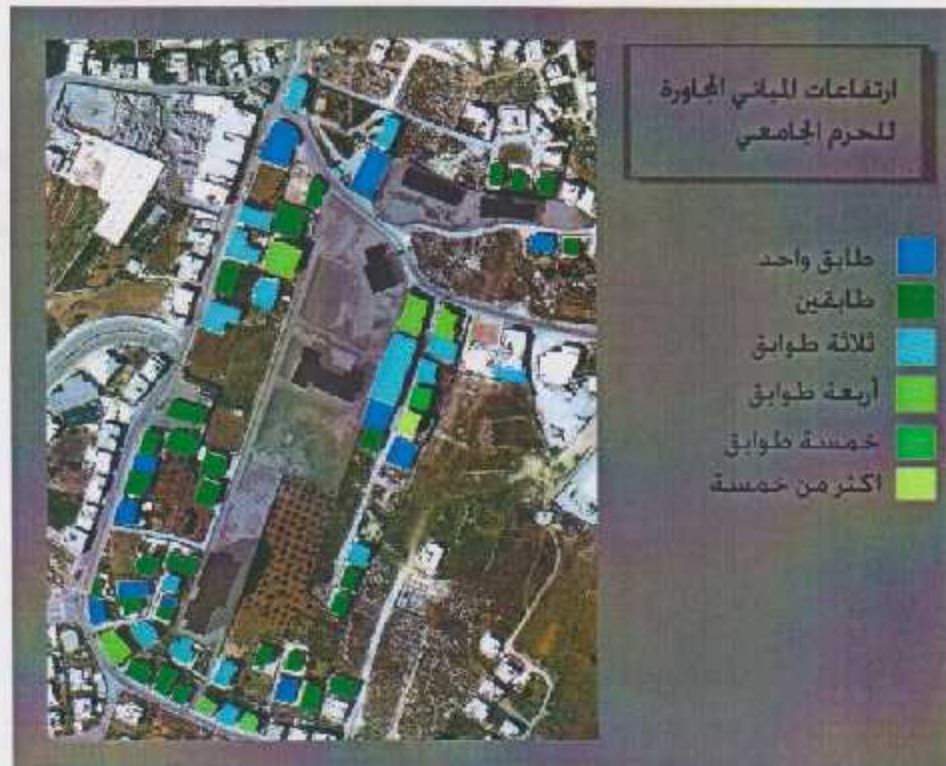 ارتفاعات المباني المجاورة
للحرم الجامعي
طابق واحد
طابقين
ثلاثة طوابق
أربعة طوابق
خمسة طوابق
اكثر من خمسة